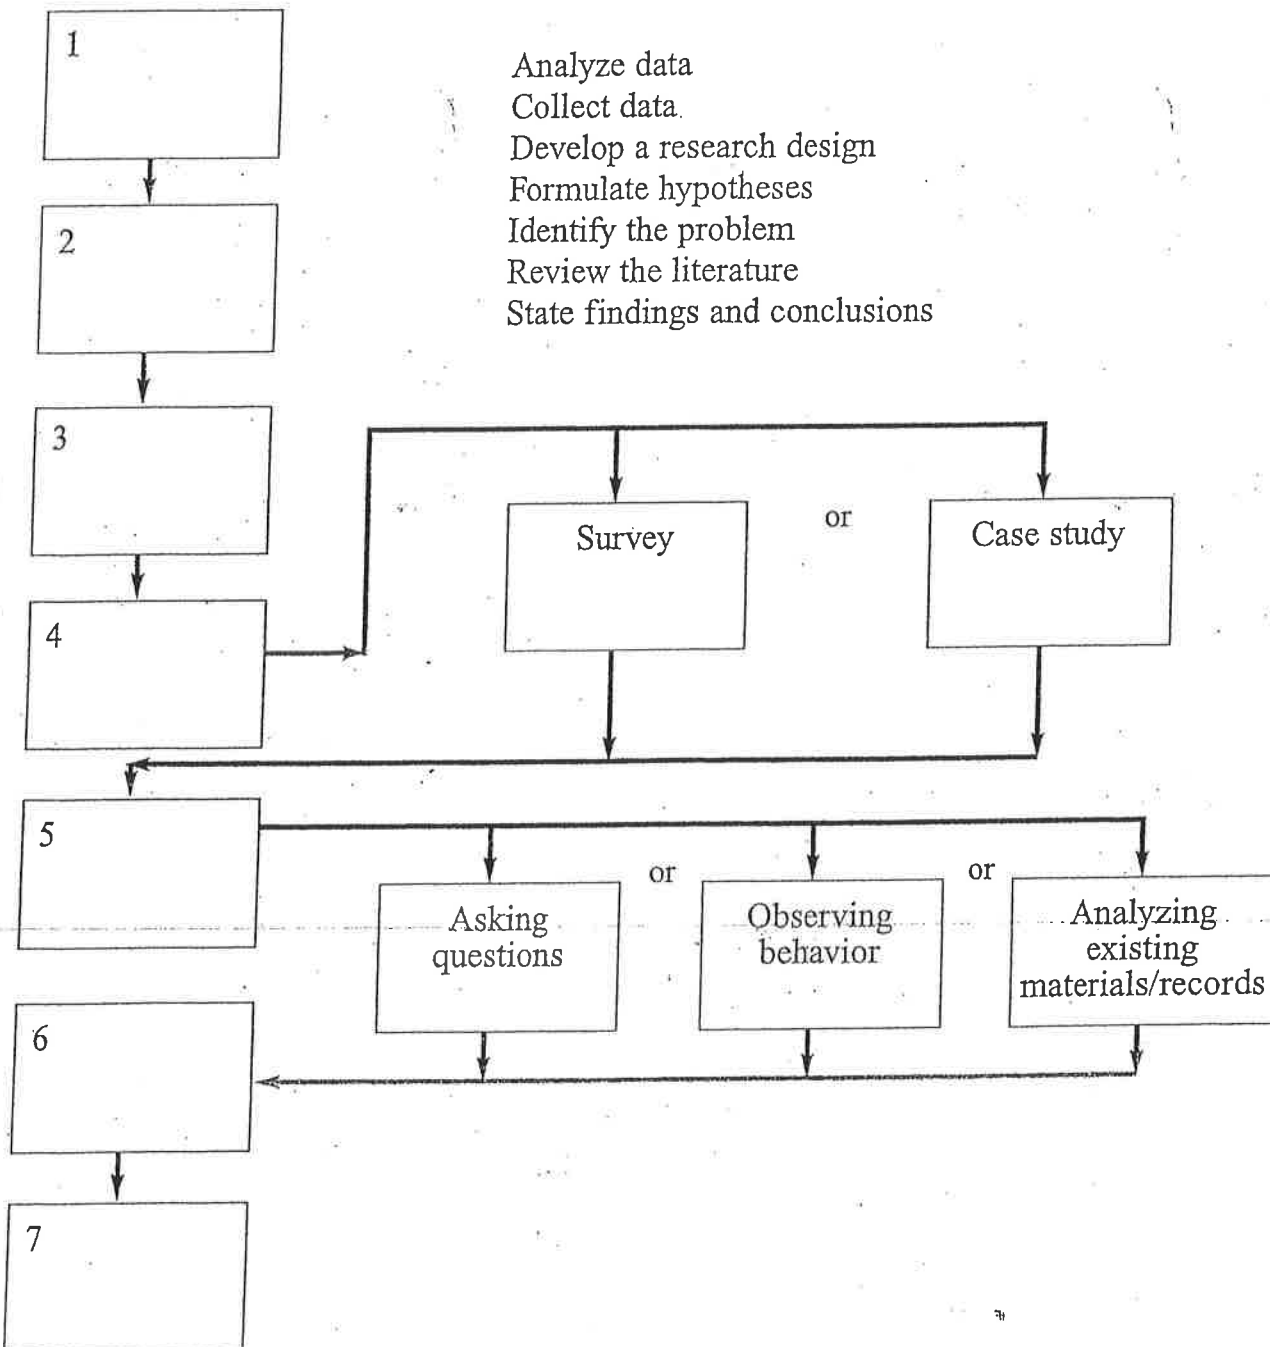 1
Analyze data
Collect data
Develop a research design
Formulate hypotheses
Identify the problem
Review the literature
State findings and conclusions
2
3
Survey
or
Case study
4
5
or
or
Asking
questions
Observing
behavior
Analyzing
existing
materials/records
6
7